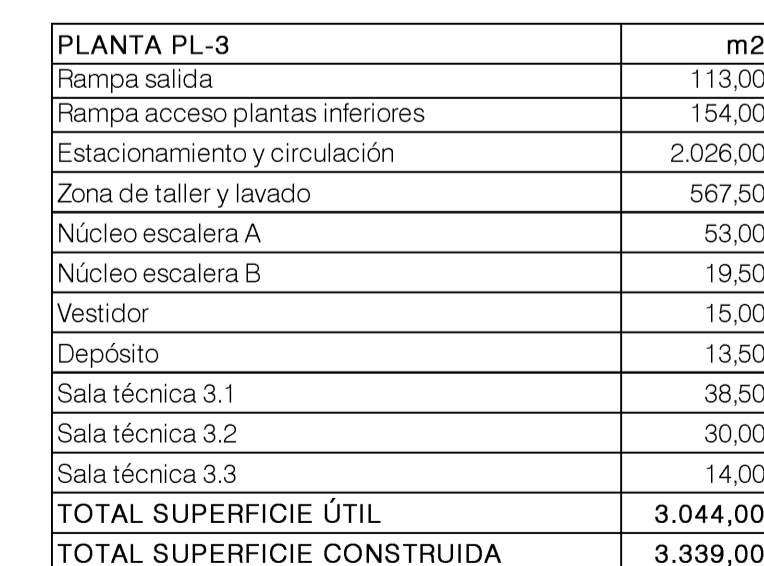 PLANTA PL-3 m2
Rampa salida 113,00
Rampa acceso plantas inferiores 154,00
Estacionamiento y circulación 2.026,00
Zona de taller y lavado 567,50
Núcleo escalera A 53,00
Núcleo escalera B 19,50
Vestidor 15,00
Depósito 13,50
Sala técnica 3.1 38,50
Sala técnica 3.2 30,00
Sala técnica 3.3 14,00
TOTAL SUPERFICIE ÚTIL 3.044,00
TOTAL SUPERFICIE CONSTRUIDA 3.339,00